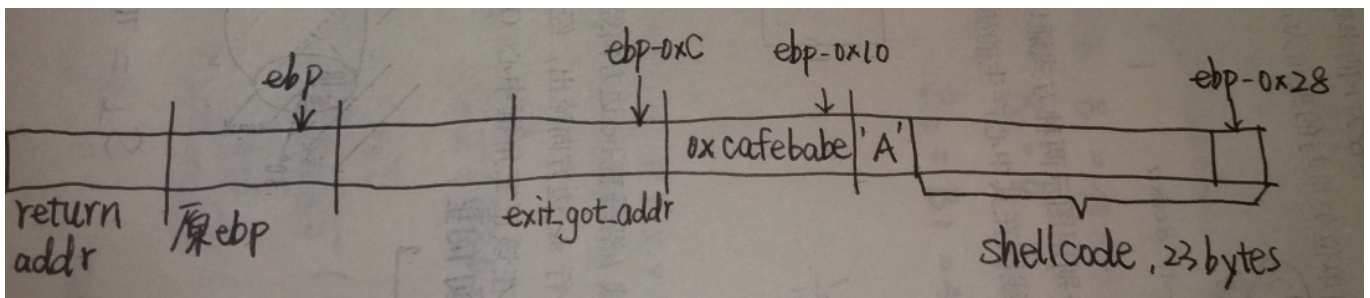 ebp
ebp-0xC
ebp-0x10
ebp-0x28
0xcafebabe
'A'
return
addr
原ebp
exit_got_addr
shellcode, 23bytes